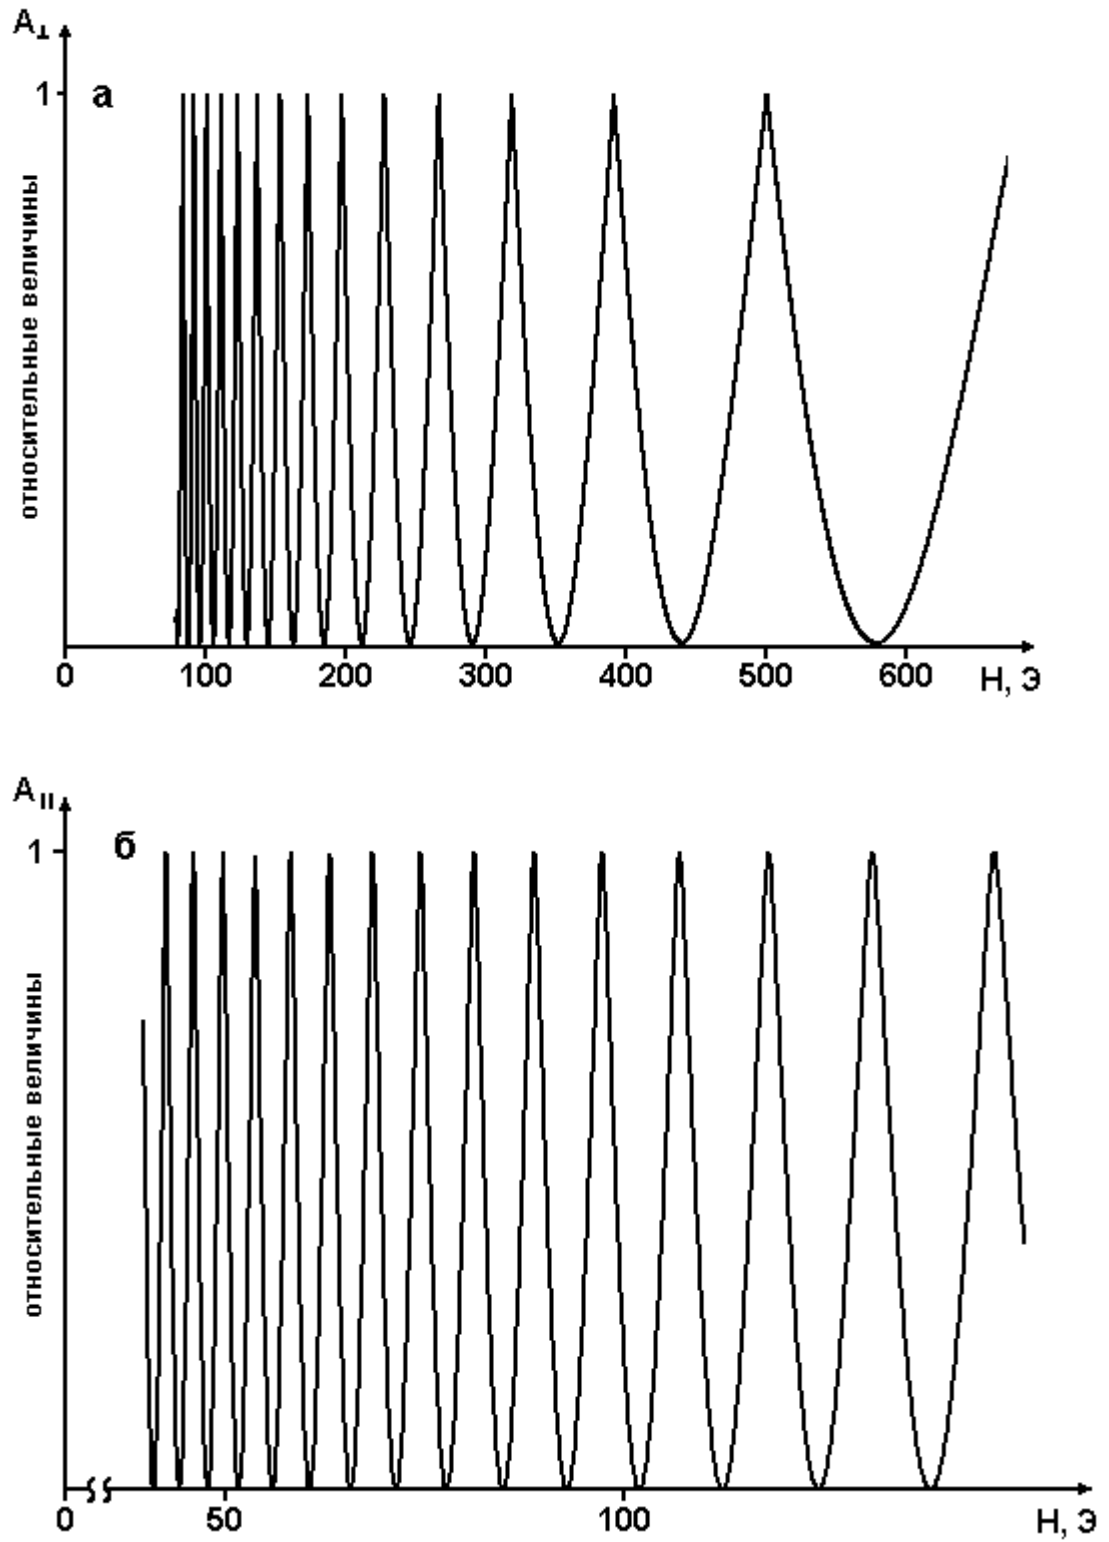 A⊥
1
а
относительные величины
0 100 200 300 400 500 600 Н, Э
A||
1
б
относительные величины
0 50 100 Н, Э